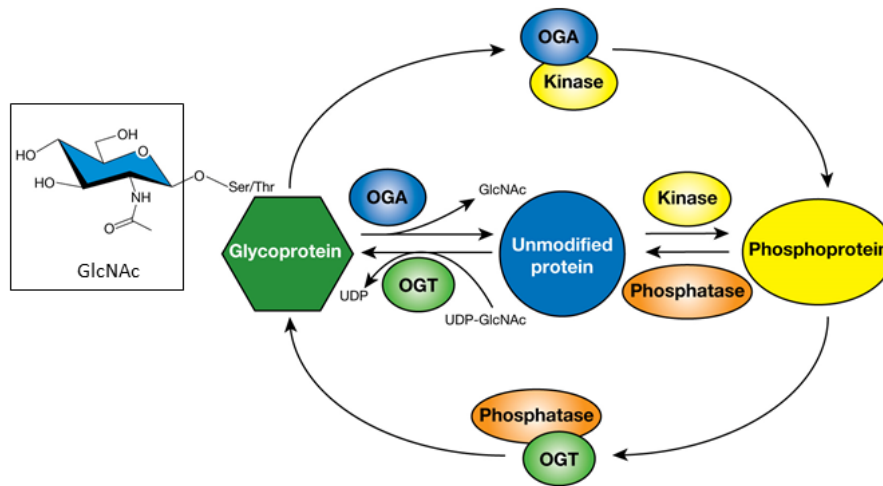 OGA
Kinase
OH
HO
O
HO
O
Ser/Thr
NH
O
GlcNAc
OGA
GlcNAc
Kinase
Glycoprotein
Unmodified
protein
Phosphoprotein
UDP
OGT
UDP-GlcNAc
Phosphatase
Phosphatase
OGT